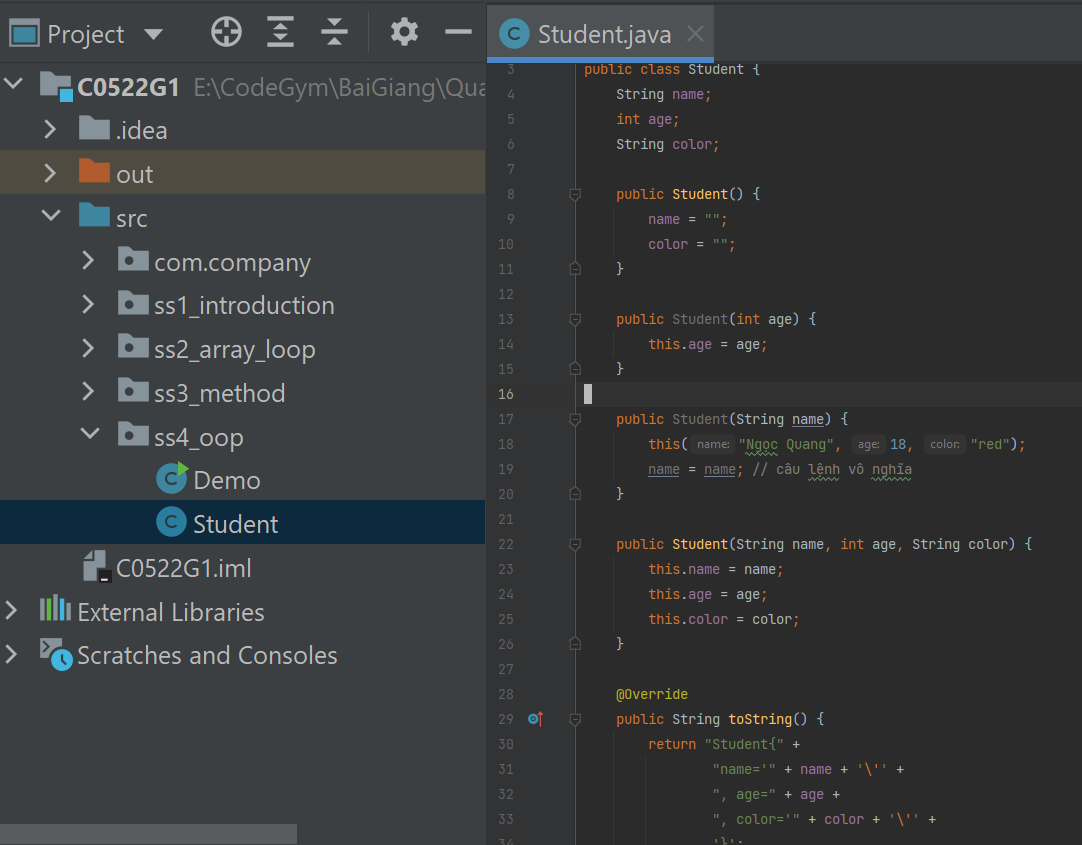 Project
Student.java
C0522G1 E:\CodeGym\BaiGiang\Qua
.idea
out
src
com.company
ss1_introduction
ss2_array_loop
ss3_method
ss4_oop
Demo
Student
C0522G1.iml
External Libraries
Scratches and Consoles
3 public class Student {
4 String name;
5 int age;
6 String color;
7
8 public Student() {
9 name = "";
10 color = "";
11 }
12
13 public Student(int age) {
14 this.age = age;
15 }
16
17 public Student(String name) {
18 this( name: "Ngọc Quang", age: 18, color: "red");
19 name = name; // câu lệnh vô nghĩa
20 }
21
22 public Student(String name, int age, String color) {
23 this.name = name;
24 this.age = age;
25 this.color = color;
26 }
27
28 @Override
29 public String toString() {
30 return "Student{" +
31 "name='" + name + '\'' +
32 ", age=" + age +
33 ", color='" + color + '\'' +
34 '}';